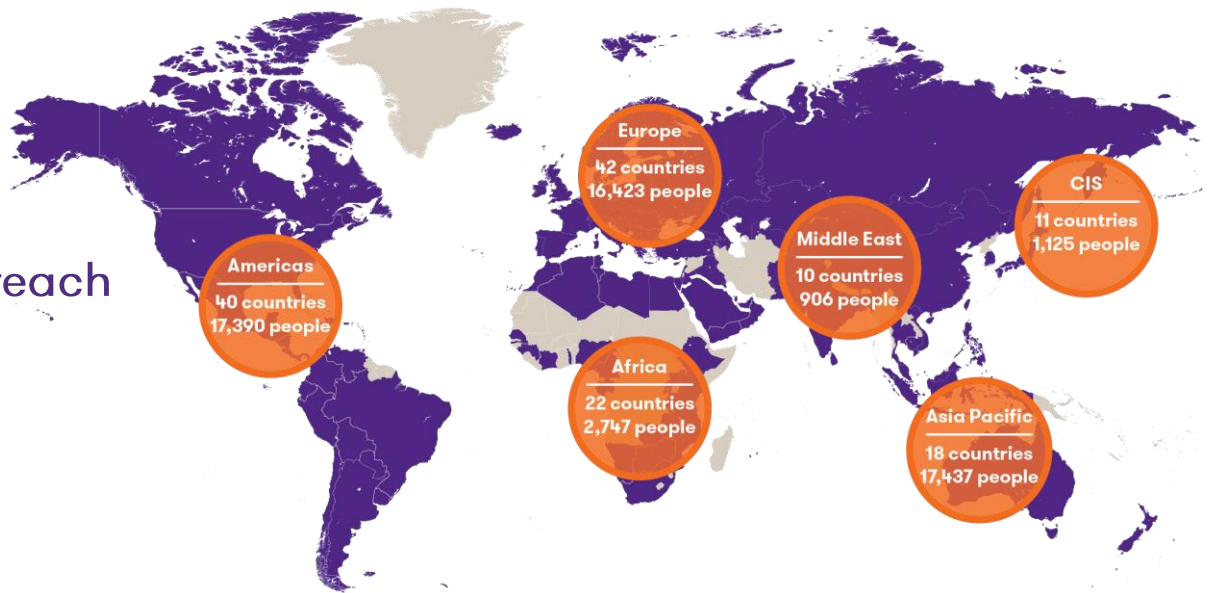 reach
Americas
40 countries
17,390 people
Europe
42 countries
16,423 people
Africa
22 countries
2,747 people
Middle East
10 countries
906 people
CIS
11 countries
1,125 people
Asia Pacific
18 countries
17,437 people